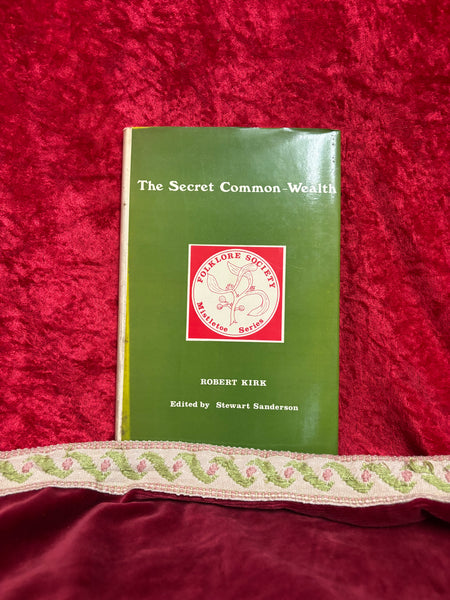 The Secret Common-Wealth
FOLKLORE SOCIETY
Mistletoe Series
ROBERT KIRK
Edited by Stewart Sanderson